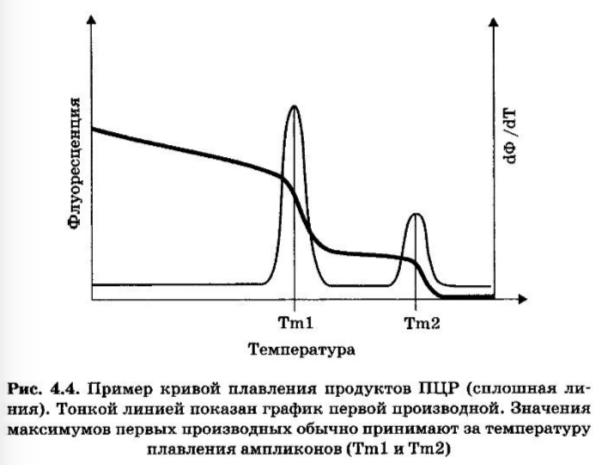 Флуоресценция
dФ/dT
Tm1 Tm2
Температура
Рис. 4.4. Пример кривой плавления продуктов ПЦР (сплошная ли-
ния). Тонкой линией показан график первой производной. Значения
максимумов первых производных обычно принимают за температуру
плавления ампликонов (Tm1 и Tm2)